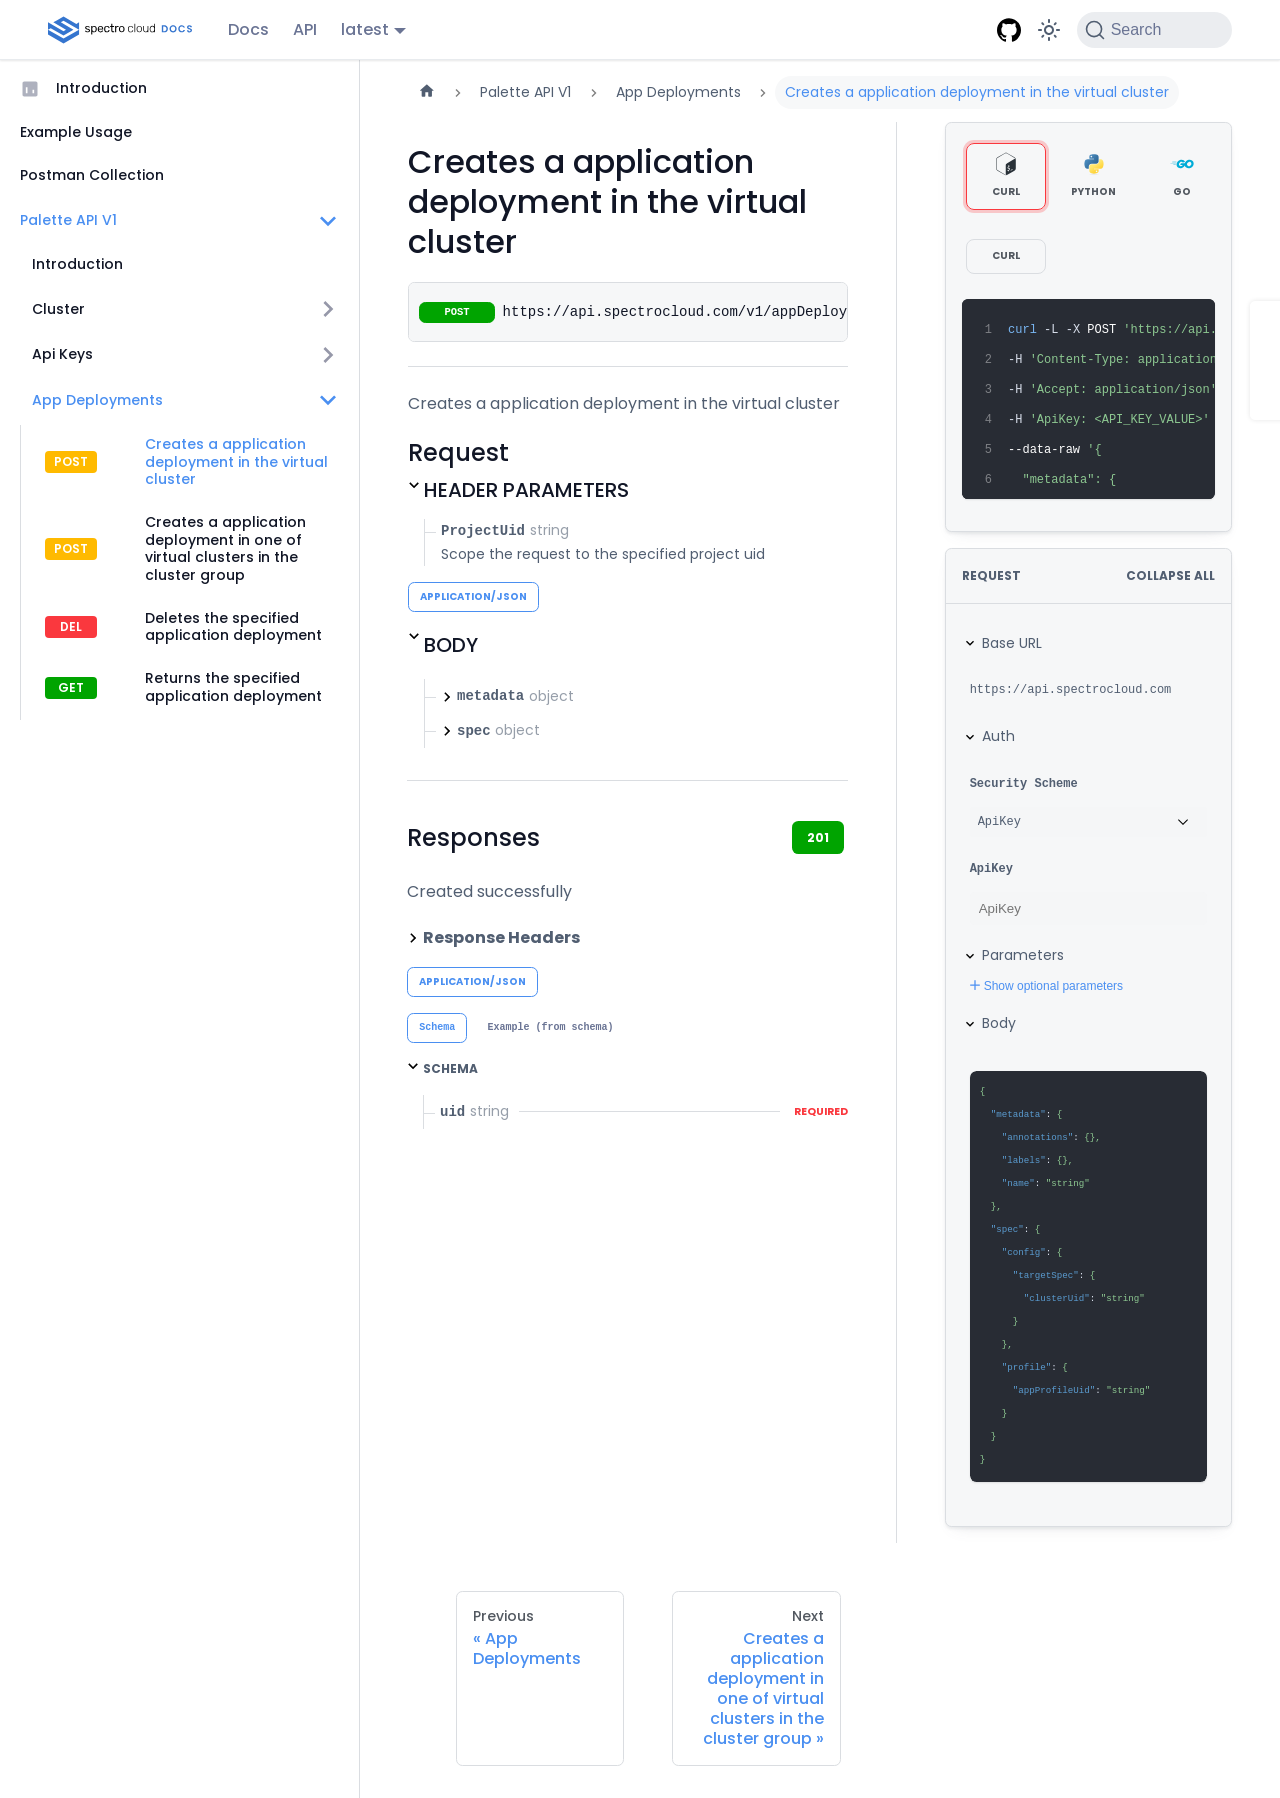 spectro cloud DOCS
Docs
API
latest
Search
Introduction
Example Usage
Postman Collection
Palette API V1
Introduction
Cluster
Api Keys
App Deployments
POST
Creates a application
deployment in the virtual
cluster
POST
Creates a application
deployment in one of
virtual clusters in the
cluster group
DEL
Deletes the specified
application deployment
GET
Returns the specified
application deployment
Palette API V1
App Deployments
Creates a application deployment in the virtual cluster
Creates a application
deployment in the virtual
cluster
POST https://api.spectrocloud.com/v1/appDeploy
Creates a application deployment in the virtual cluster
Request
HEADER PARAMETERS
ProjectUid string
Scope the request to the specified project uid
APPLICATION/JSON
BODY
metadata object
spec object
Responses
201
Created successfully
Response Headers
APPLICATION/JSON
Schema
Example (from schema)
SCHEMA
uid string
REQUIRED
CURL
PYTHON
GO
CURL
1 curl -L -X POST 'https://api.
2 -H 'Content-Type: application
3 -H 'Accept: application/json'
4 -H 'ApiKey: <API_KEY_VALUE>'
5 --data-raw '{
6 "metadata": {
REQUEST
COLLAPSE ALL
Base URL
https://api.spectrocloud.com
Auth
Security Scheme
ApiKey
ApiKey
ApiKey
Parameters
+ Show optional parameters
Body
{
"metadata": {
"annotations": {},
"labels": {},
"name": "string"
},
"spec": {
"config": {
"targetSpec": {
"clusterUid": "string"
}
},
"profile": {
"appProfileUid": "string"
}
}
}
Previous
« App
Deployments
Next
Creates a
application
deployment in
one of virtual
clusters in the
cluster group »